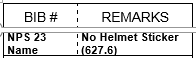 BIB # REMARKS
NPS 23 No Helmet Sticker
Name (627.6)